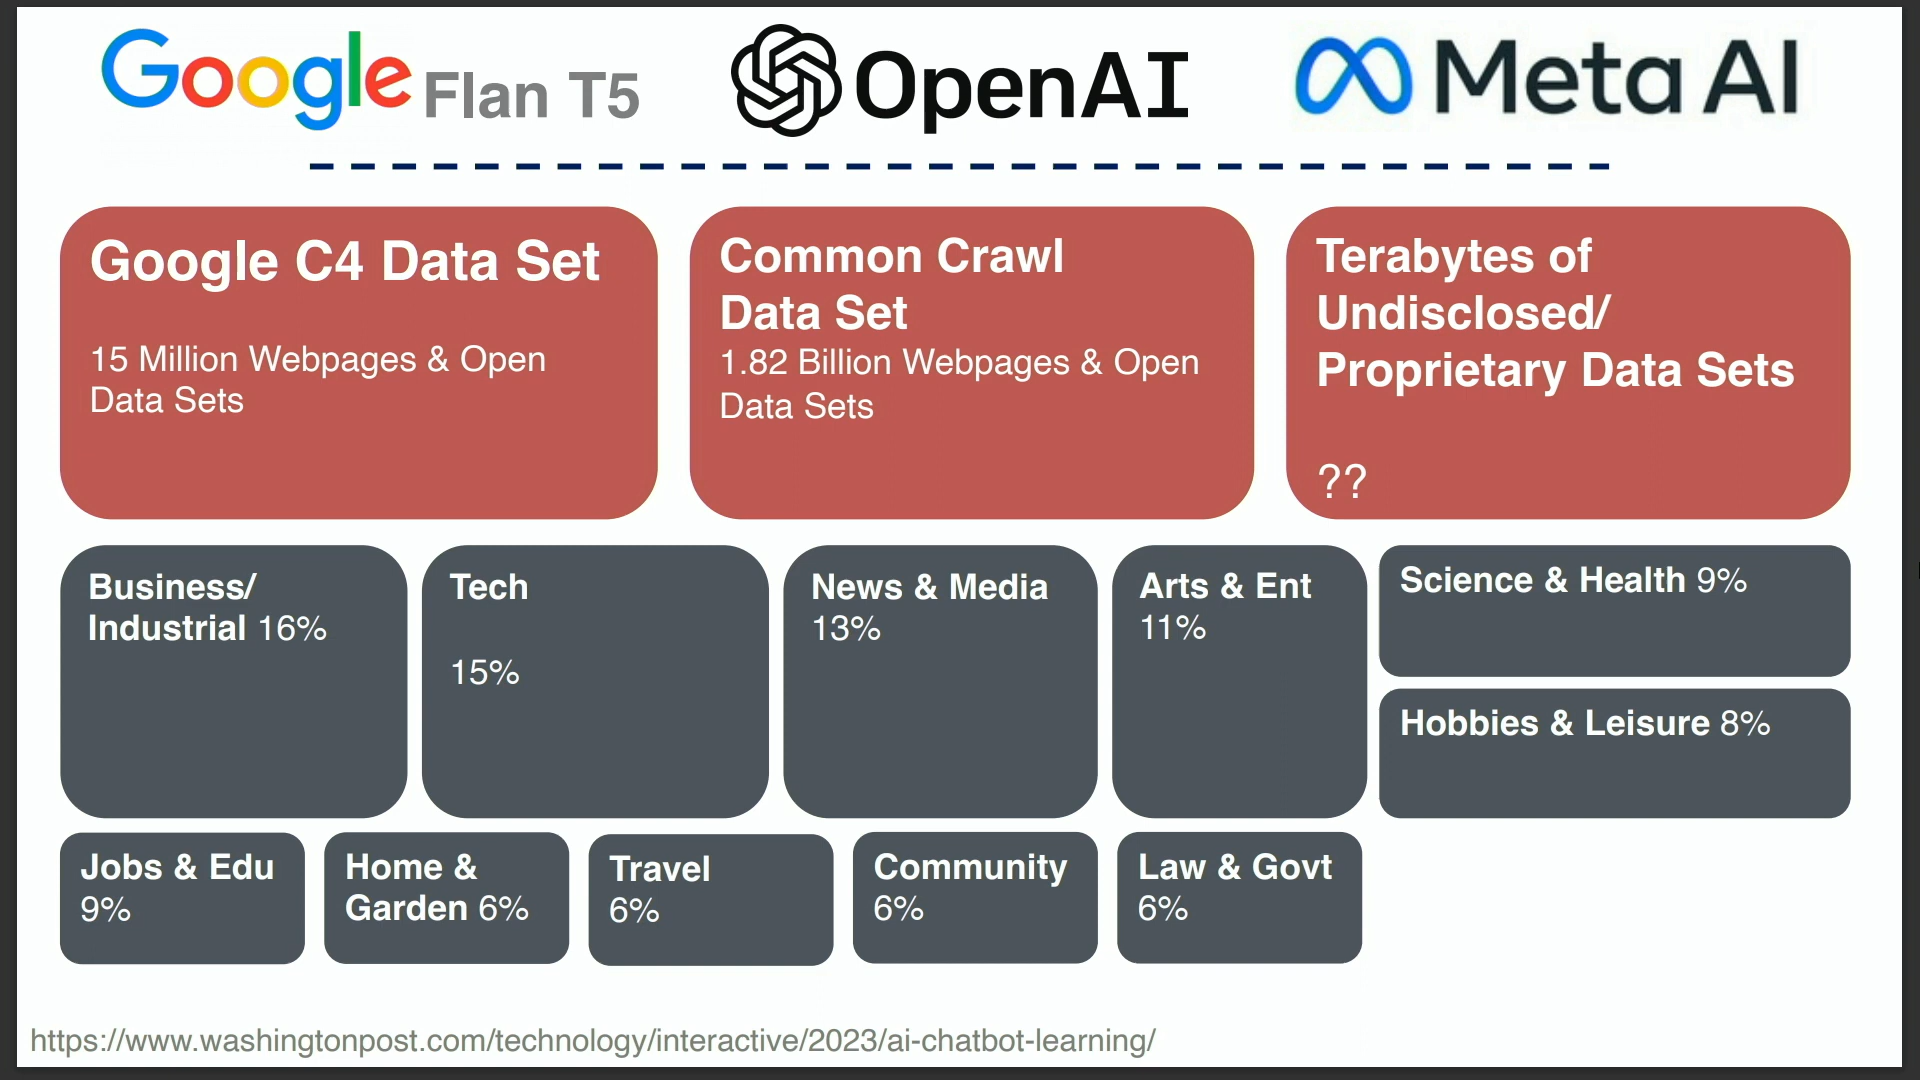 Google Flan T5
OpenAI
Meta AI
Google C4 Data Set
15 Million Webpages & Open
Data Sets
Common Crawl
Data Set
1.82 Billion Webpages & Open
Data Sets
Terabytes of
Undisclosed/
Proprietary Data Sets
??
Business/
Industrial 16%
Tech
15%
News & Media
13%
Arts & Ent
11%
Science & Health 9%
Hobbies & Leisure 8%
Jobs & Edu
9%
Home &
Garden 6%
Travel
6%
Community
6%
Law & Govt
6%
https://www.washingtonpost.com/technology/interactive/2023/ai-chatbot-learning/